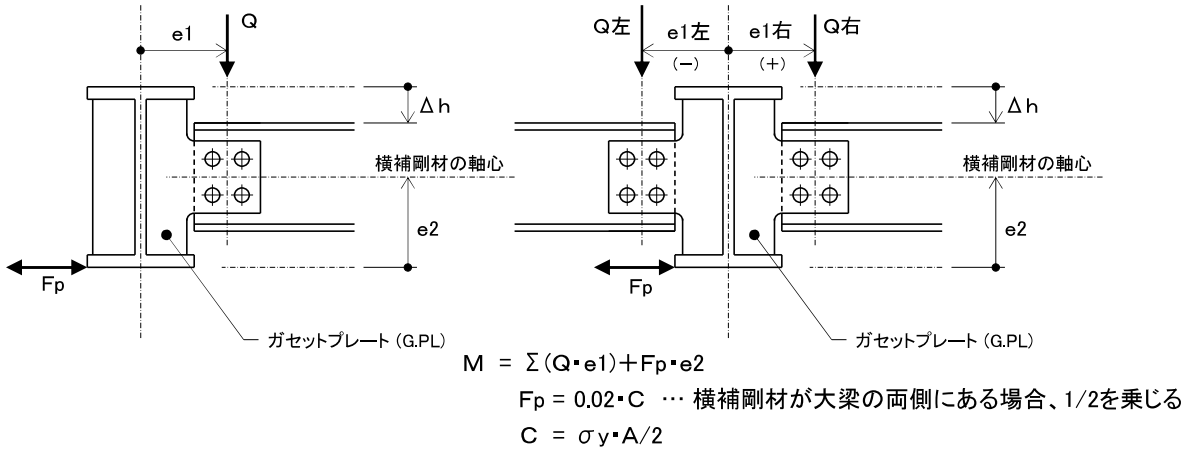 e1
Q
Δh
横補剛材の軸心
e2
Fp
ガセットプレート(G.PL)
Q左
e1左
e1右
Q右
(−)
(+)
Δh
横補剛材の軸心
e2
Fp
ガセットプレート(G.PL)
M = Σ(Q・e1)+Fp・e2
Fp = 0.02・C … 横補剛材が大梁の両側にある場合、1/2を乗じる
C = σy・A/2